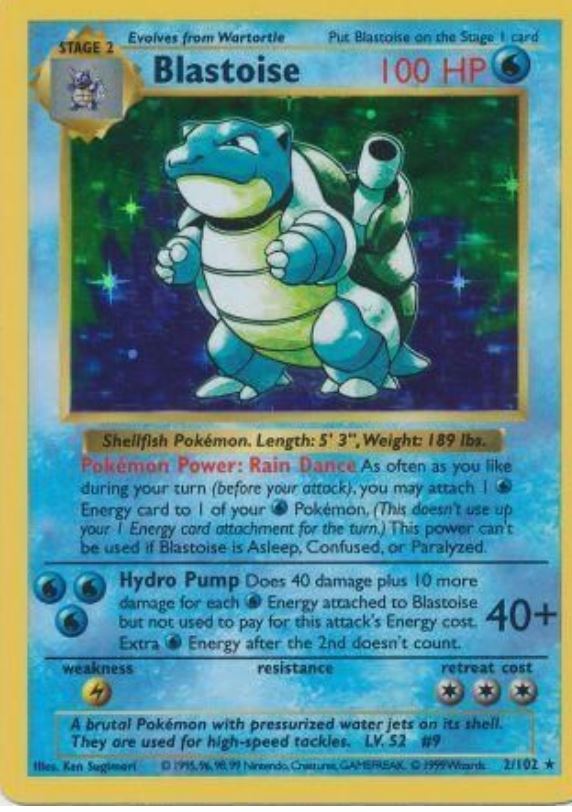 Evolves from Wartortle Put Blastoise on the Stage 1 card
STAGE 2
Blastoise 100 HP
Shellfish Pokémon. Length: 5' 3", Weight: 189 lbs.
Pokémon Power: Rain Dance As often as you like
during your turn (before your attack), you may attach 1
Energy card to 1 of your Pokémon. (This doesn't use up
your 1 Energy card attachment for the turn.) This power can't
be used if Blastoise is Asleep, Confused, or Paralyzed.
Hydro Pump Does 40 damage plus 10 more
damage for each Energy attached to Blastoise
but not used to pay for this attack's Energy cost.
Extra Energy after the 2nd doesn't count.
40+
weakness resistance retreat cost
A brutal Pokémon with pressurized water jets on its shell.
They are used for high-speed tackles. LV. 52 #9
Illus. Ken Sugimori © 1995, 96, 98, 99 Nintendo, Creatures, GAMEFREAK. © 1999 Wizards. 2/102 ★